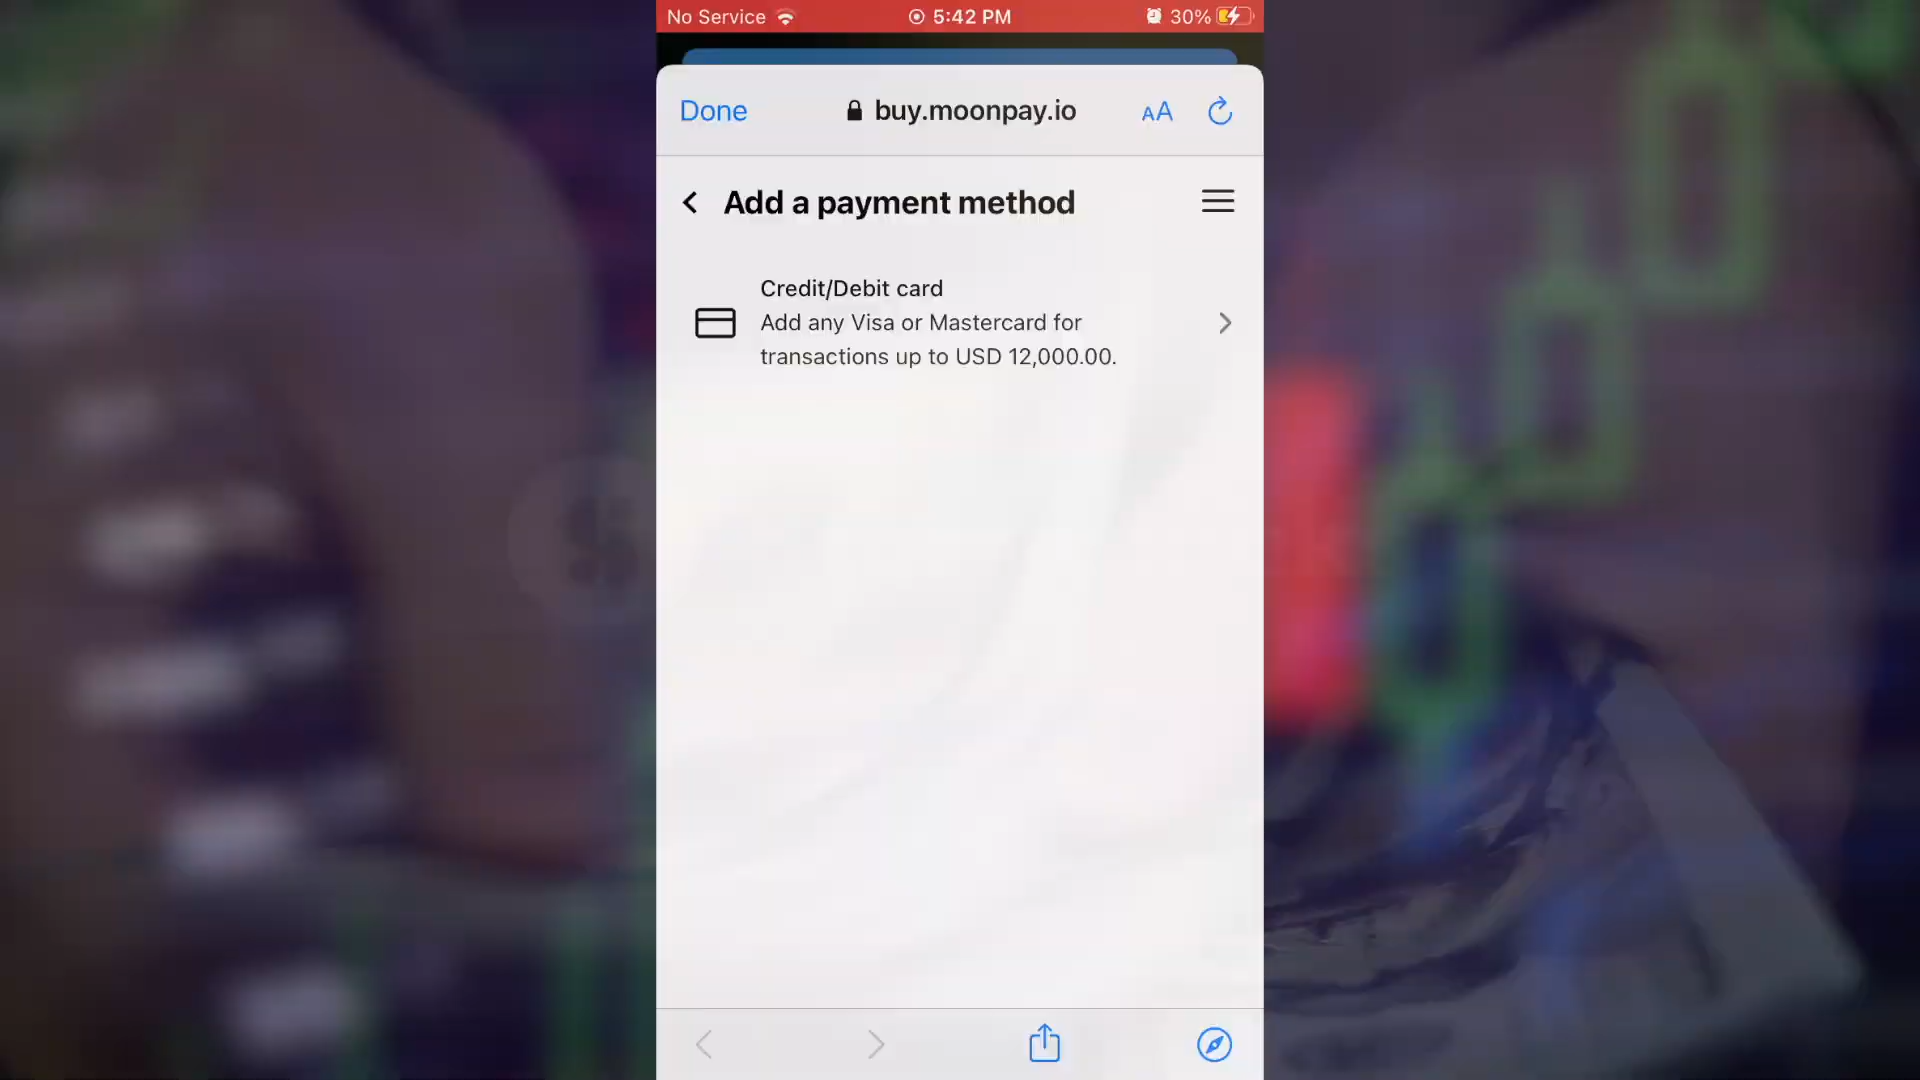 No Service 5:42 PM 30%
Done buy.moonpay.io AA
Add a payment method
Credit/Debit card
Add any Visa or Mastercard for
transactions up to USD 12,000.00.